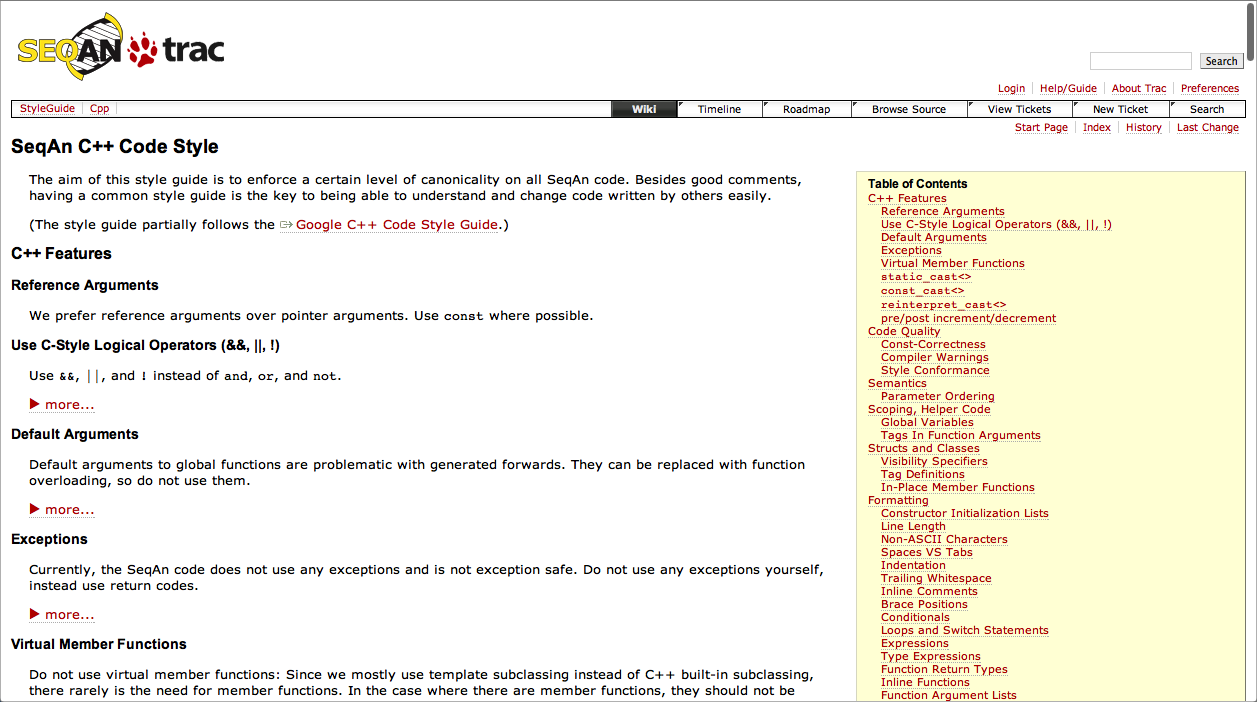 SEQAN trac
Search
Login Help/Guide About Trac Preferences
StyleGuide Cpp Wiki Timeline Roadmap Browse Source View Tickets New Ticket Search
Start Page Index History Last Change
SeqAn C++ Code Style
The aim of this style guide is to enforce a certain level of canonicality on all SeqAn code. Besides good comments,
having a common style guide is the key to being able to understand and change code written by others easily.
(The style guide partially follows the Google C++ Code Style Guide.)
C++ Features
Reference Arguments
We prefer reference arguments over pointer arguments. Use const where possible.
Use C-Style Logical Operators (&&, ||, !)
Use &&, ||, and ! instead of and, or, and not.
▶ more...
Default Arguments
Default arguments to global functions are problematic with generated forwards. They can be replaced with function
overloading, so do not use them.
▶ more...
Exceptions
Currently, the SeqAn code does not use any exceptions and is not exception safe. Do not use any exceptions yourself,
instead use return codes.
▶ more...
Virtual Member Functions
Do not use virtual member functions: Since we mostly use template subclassing instead of C++ built-in subclassing,
there rarely is the need for member functions. In the case where there are member functions, they should not be
Table of Contents
C++ Features
Reference Arguments
Use C-Style Logical Operators (&&, ||, !)
Default Arguments
Exceptions
Virtual Member Functions
static_cast<>
const_cast<>
reinterpret_cast<>
pre/post increment/decrement
Code Quality
Const-Correctness
Compiler Warnings
Style Conformance
Semantics
Parameter Ordering
Scoping, Helper Code
Global Variables
Tags In Function Arguments
Structs and Classes
Visibility Specifiers
Tag Definitions
In-Place Member Functions
Formatting
Constructor Initialization Lists
Line Length
Non-ASCII Characters
Spaces VS Tabs
Indentation
Trailing Whitespace
Inline Comments
Brace Positions
Conditionals
Loops and Switch Statements
Expressions
Type Expressions
Function Return Types
Inline Functions
Function Argument Lists